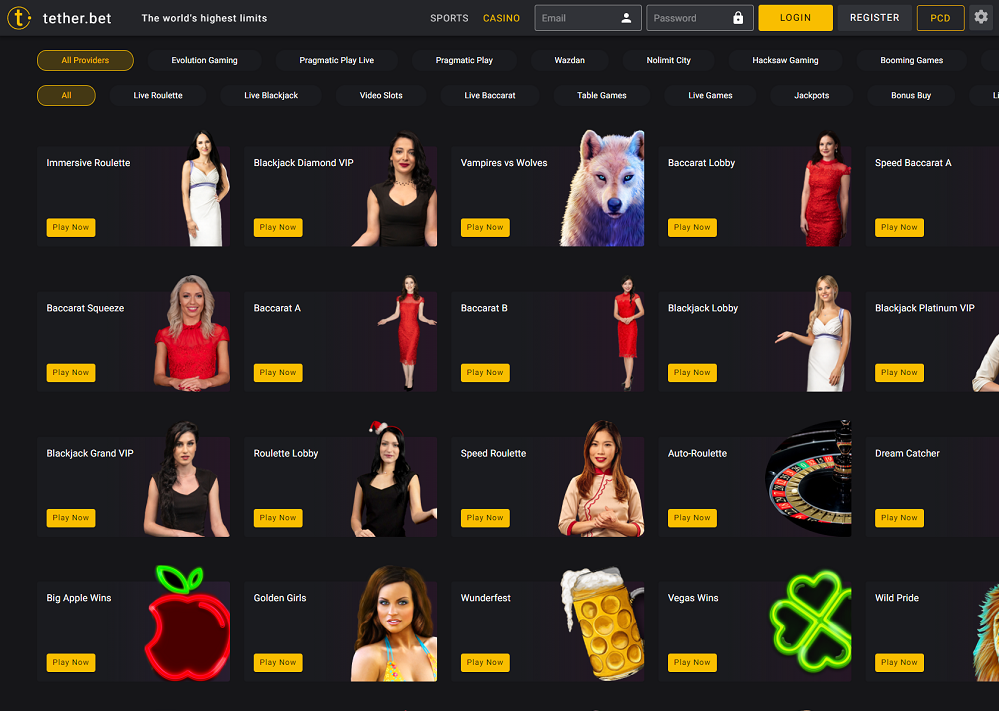 tether.bet The world's highest limits SPORTS CASINO Email Password LOGIN REGISTER PCD
All Providers Evolution Gaming Pragmatic Play Live Pragmatic Play Wazdan Nolimit City Hacksaw Gaming Booming Games
All Live Roulette Live Blackjack Video Slots Live Baccarat Table Games Live Games Jackpots Bonus Buy Li
Immersive Roulette Blackjack Diamond VIP Vampires vs Wolves Baccarat Lobby Speed Baccarat A
Play Now Play Now Play Now Play Now Play Now
Baccarat Squeeze Baccarat A Baccarat B Blackjack Lobby Blackjack Platinum VIP
Play Now Play Now Play Now Play Now Play Now
Blackjack Grand VIP Roulette Lobby Speed Roulette Auto-Roulette Dream Catcher
Play Now Play Now Play Now Play Now Play Now
Big Apple Wins Golden Girls Wunderfest Vegas Wins Wild Pride
Play Now Play Now Play Now Play Now Play Now